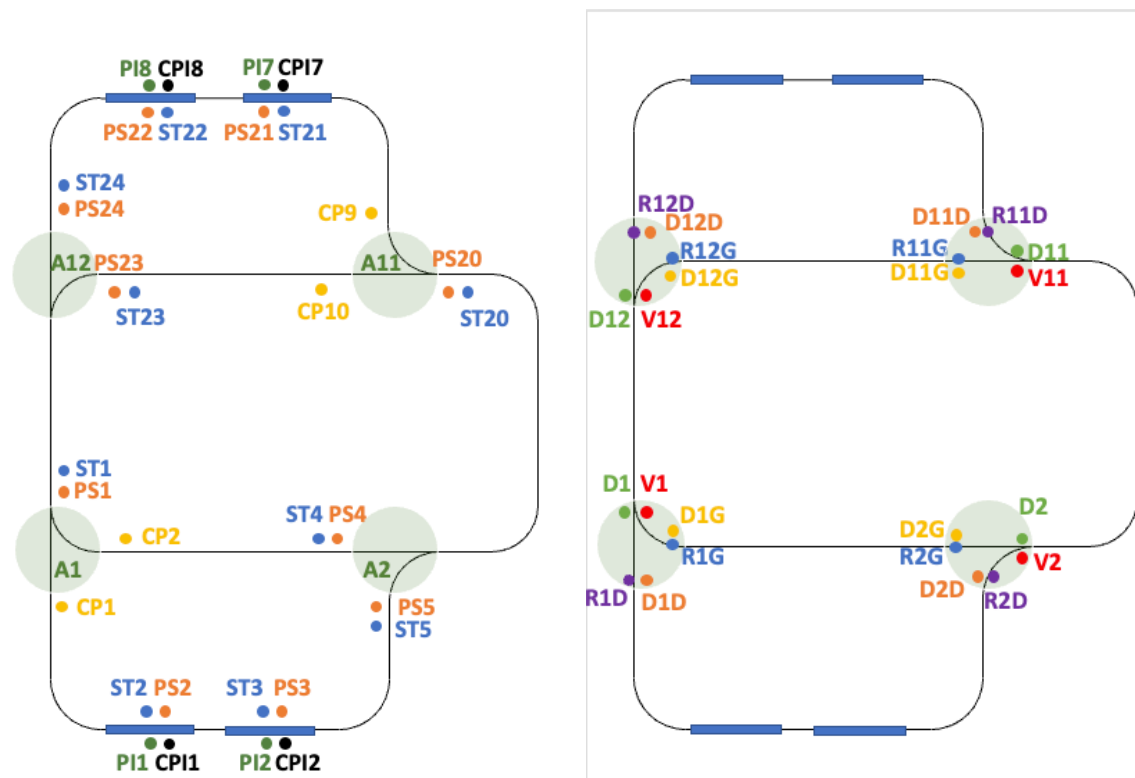 PI8 CPI8 PI7 CPI7
PS22 ST22 PS21 ST21
ST24
PS24
CP9
A12 PS23 A11 PS20
ST23 CP10 ST20
ST1
PS1
ST4 PS4
CP2
A1 A2
CP1 PS5
ST5
ST2 PS2 ST3 PS3
PI1 CPI1 PI2 CPI2
R12D
D12D
R12G
D12G
D12 V12
D11D R11D
R11G D11
D11G V11
D1 V1
D1G
R1G
R1D D1D
D2
D2G
R2G V2
D2D R2D